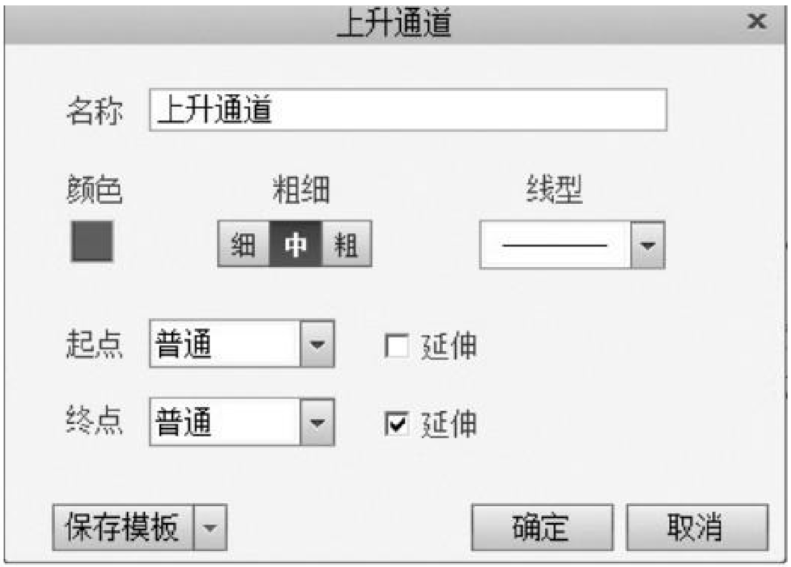 上升通道
名称 上升通道
颜色 粗细 线型
细 中 粗
起点 普通 延伸
终点 普通 延伸
保存模板 确定 取消